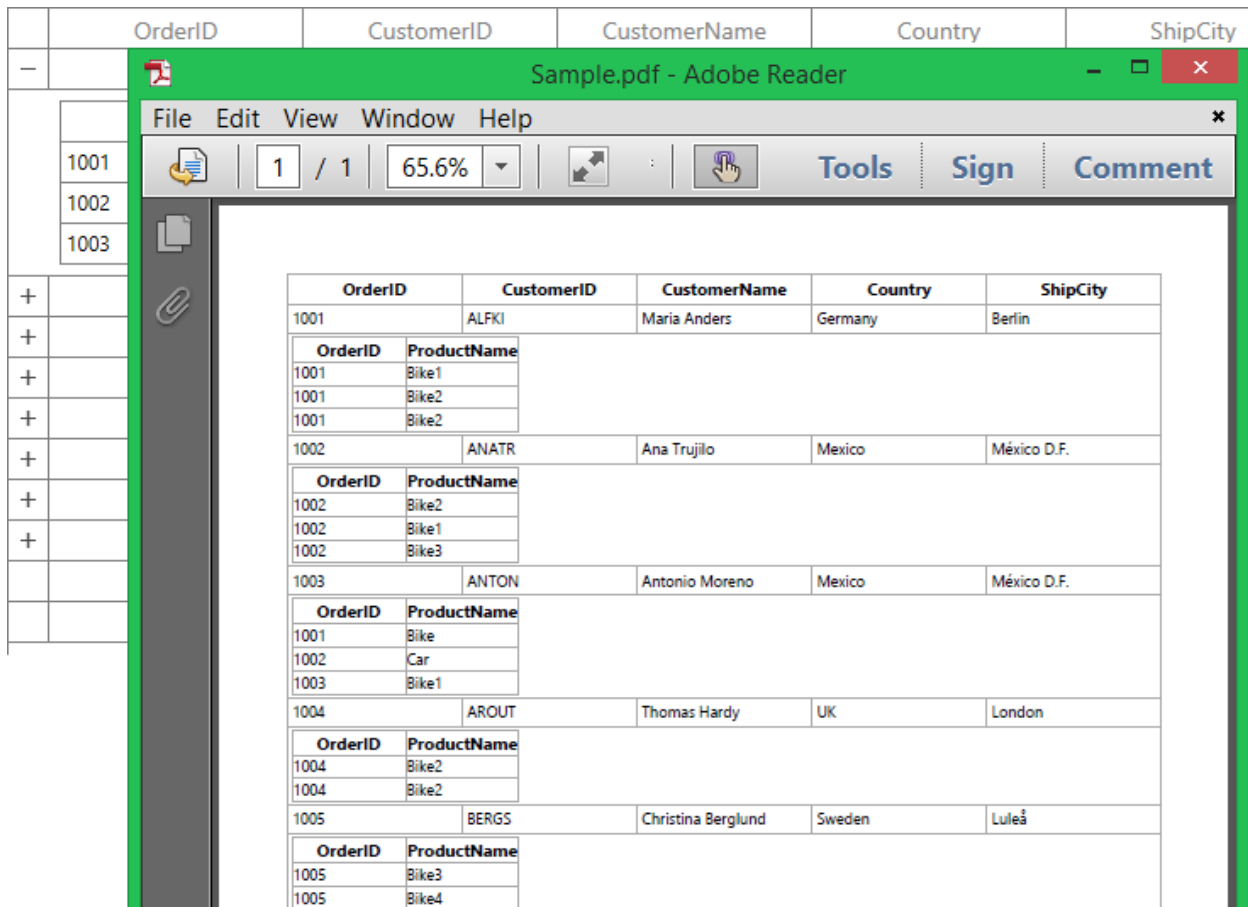 OrderID CustomerID CustomerName Country ShipCity
−
Sample.pdf - Adobe Reader
File Edit View Window Help
1001
1 / 1 65.6% Tools Sign Comment
1002
1003
+
+
+
+
+
+
+
OrderID CustomerID CustomerName Country ShipCity
1001 ALFKI Maria Anders Germany Berlin
OrderID ProductName
1001 Bike1
1001 Bike2
1001 Bike2
1002 ANATR Ana Trujilo Mexico México D.F.
OrderID ProductName
1002 Bike2
1002 Bike1
1002 Bike3
1003 ANTON Antonio Moreno Mexico México D.F.
OrderID ProductName
1001 Bike
1002 Car
1003 Bike1
1004 AROUT Thomas Hardy UK London
OrderID ProductName
1004 Bike2
1004 Bike2
1005 BERGS Christina Berglund Sweden Luleå
OrderID ProductName
1005 Bike3
1005 Bike4